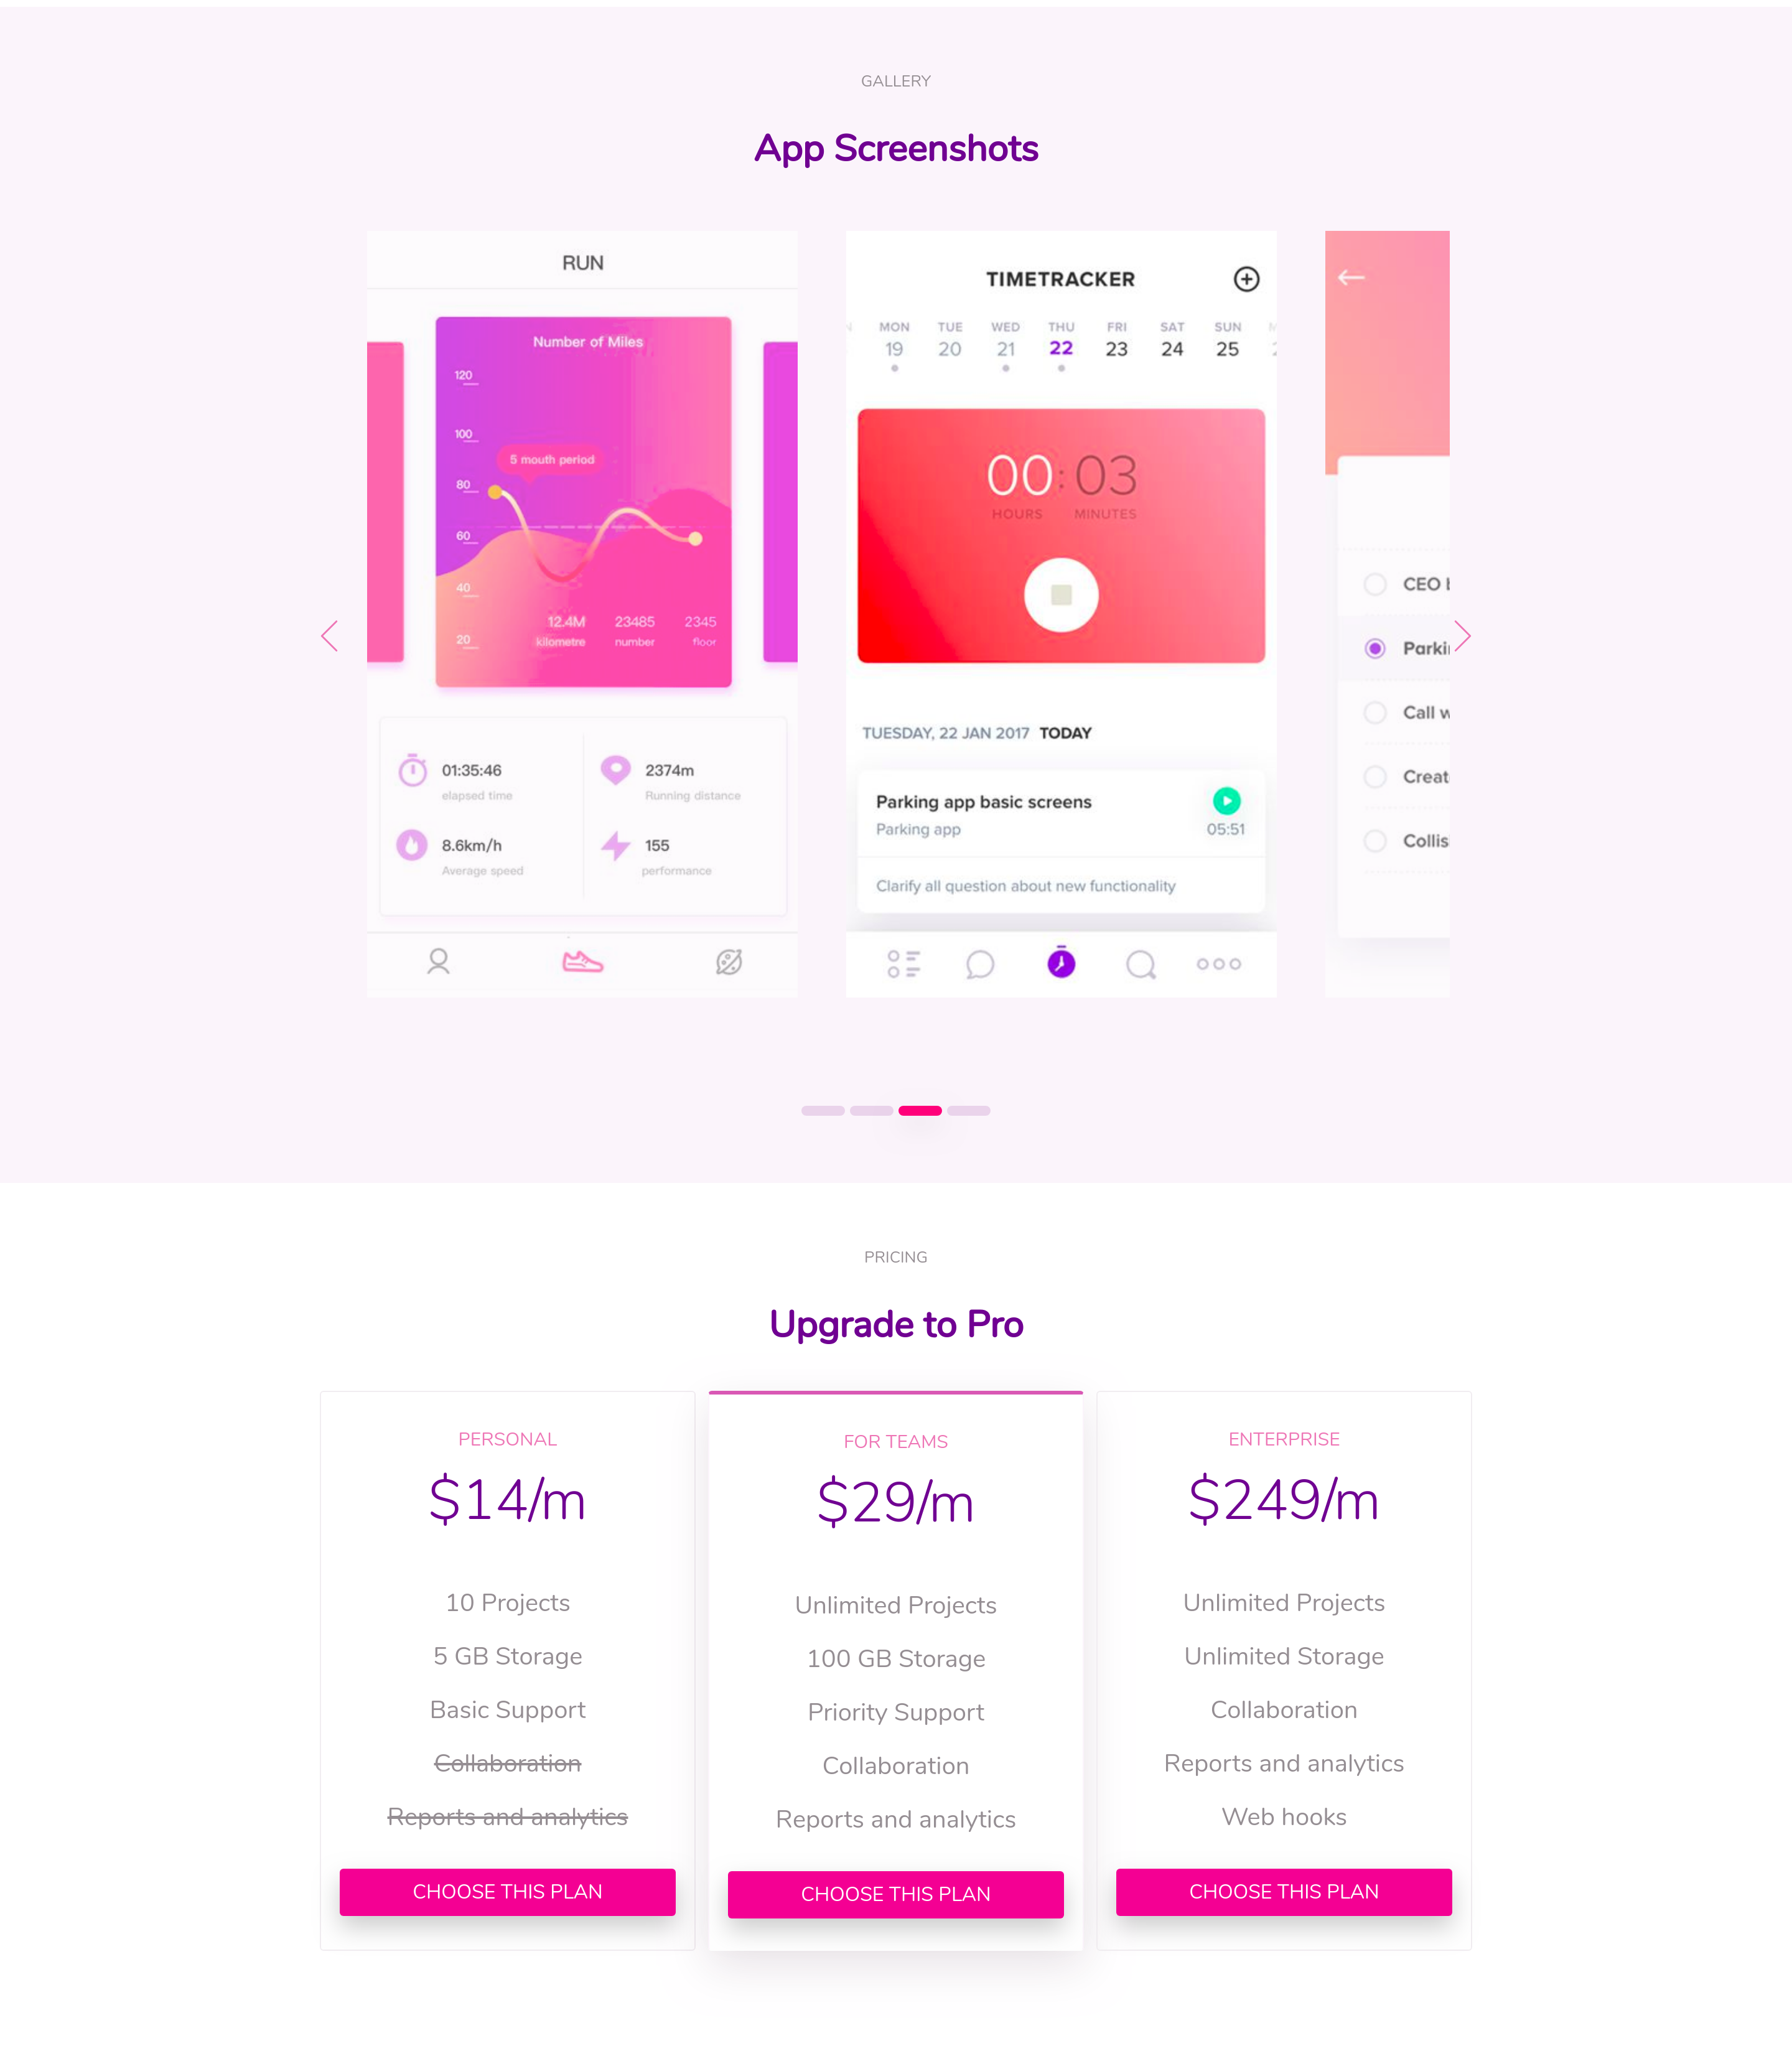 GALLERY
App Screenshots
RUN
Number of Miles
120
100
5 mouth period
80
60
40
12.4M 23485 2345
20
kilometre number floor
01:35:46 2374m
elapsed time Running distance
8.6km/h 155
Average speed performance
TIMETRACKER
MON TUE WED THU FRI SAT SUN
19 20 21 22 23 24 25
00:03
HOURS MINUTES
TUESDAY, 22 JAN 2017 TODAY
Parking app basic screens
Parking app 05:51
Clarify all question about new functionality
CEO
Parki
Call w
Creat
Collis
PRICING
Upgrade to Pro
PERSONAL
$14/m
10 Projects
5 GB Storage
Basic Support
Collaboration
Reports and analytics
CHOOSE THIS PLAN
FOR TEAMS
$29/m
Unlimited Projects
100 GB Storage
Priority Support
Collaboration
Reports and analytics
CHOOSE THIS PLAN
ENTERPRISE
$249/m
Unlimited Projects
Unlimited Storage
Collaboration
Reports and analytics
Web hooks
CHOOSE THIS PLAN